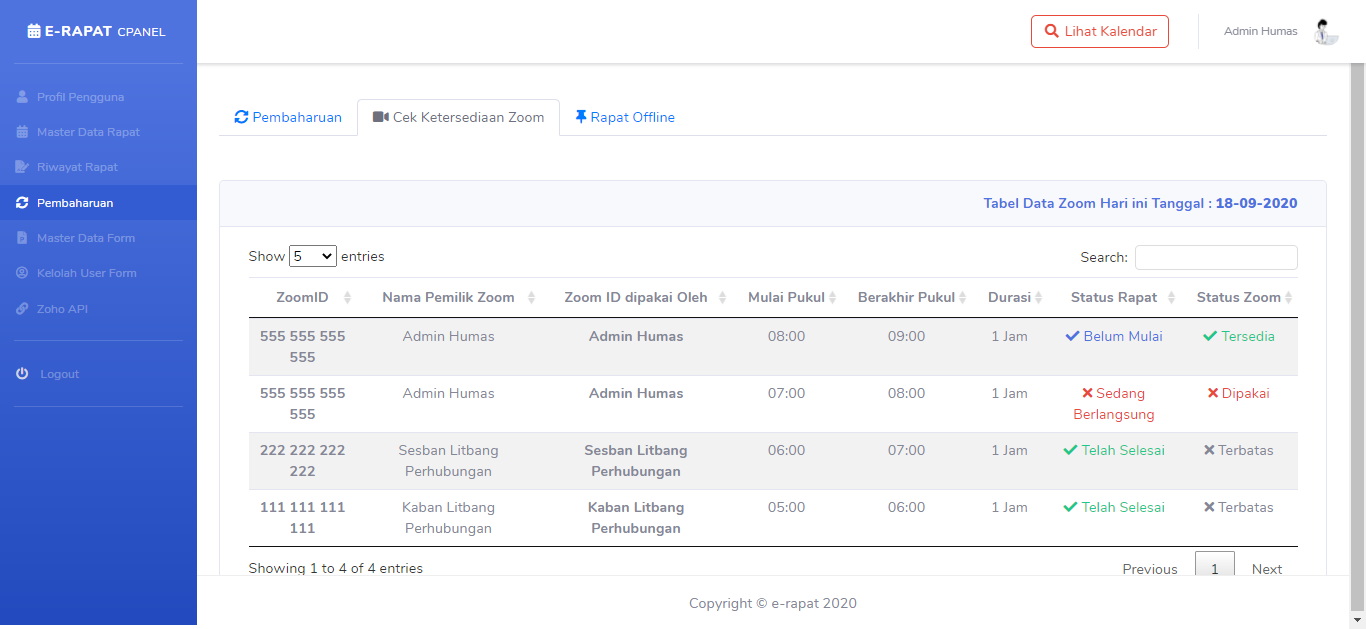 E-RAPAT CPANEL
Lihat Kalendar
Admin Humas
Profil Pengguna
Master Data Rapat
Riwayat Rapat
Pembaharuan
Master Data Form
Kelolah User Form
Zoho API
Logout
Pembaharuan Cek Ketersediaan Zoom Rapat Offline
Tabel Data Zoom Hari ini Tanggal : 18-09-2020
Show 5 entries Search:
ZoomID Nama Pemilik Zoom Zoom ID dipakai Oleh Mulai Pukul Berakhir Pukul Durasi Status Rapat Status Zoom
555 555 555 Admin Humas Admin Humas 08:00 09:00 1 Jam Belum Mulai Tersedia
555
555 555 555 Admin Humas Admin Humas 07:00 08:00 1 Jam Sedang Dipakai
555 Berlangsung
222 222 222 Sesban Litbang Sesban Litbang 06:00 07:00 1 Jam Telah Selesai Terbatas
222 Perhubungan Perhubungan
111 111 111 Kaban Litbang Kaban Litbang 05:00 06:00 1 Jam Telah Selesai Terbatas
111 Perhubungan Perhubungan
Showing 1 to 4 of 4 entries Previous 1 Next
Copyright © e-rapat 2020